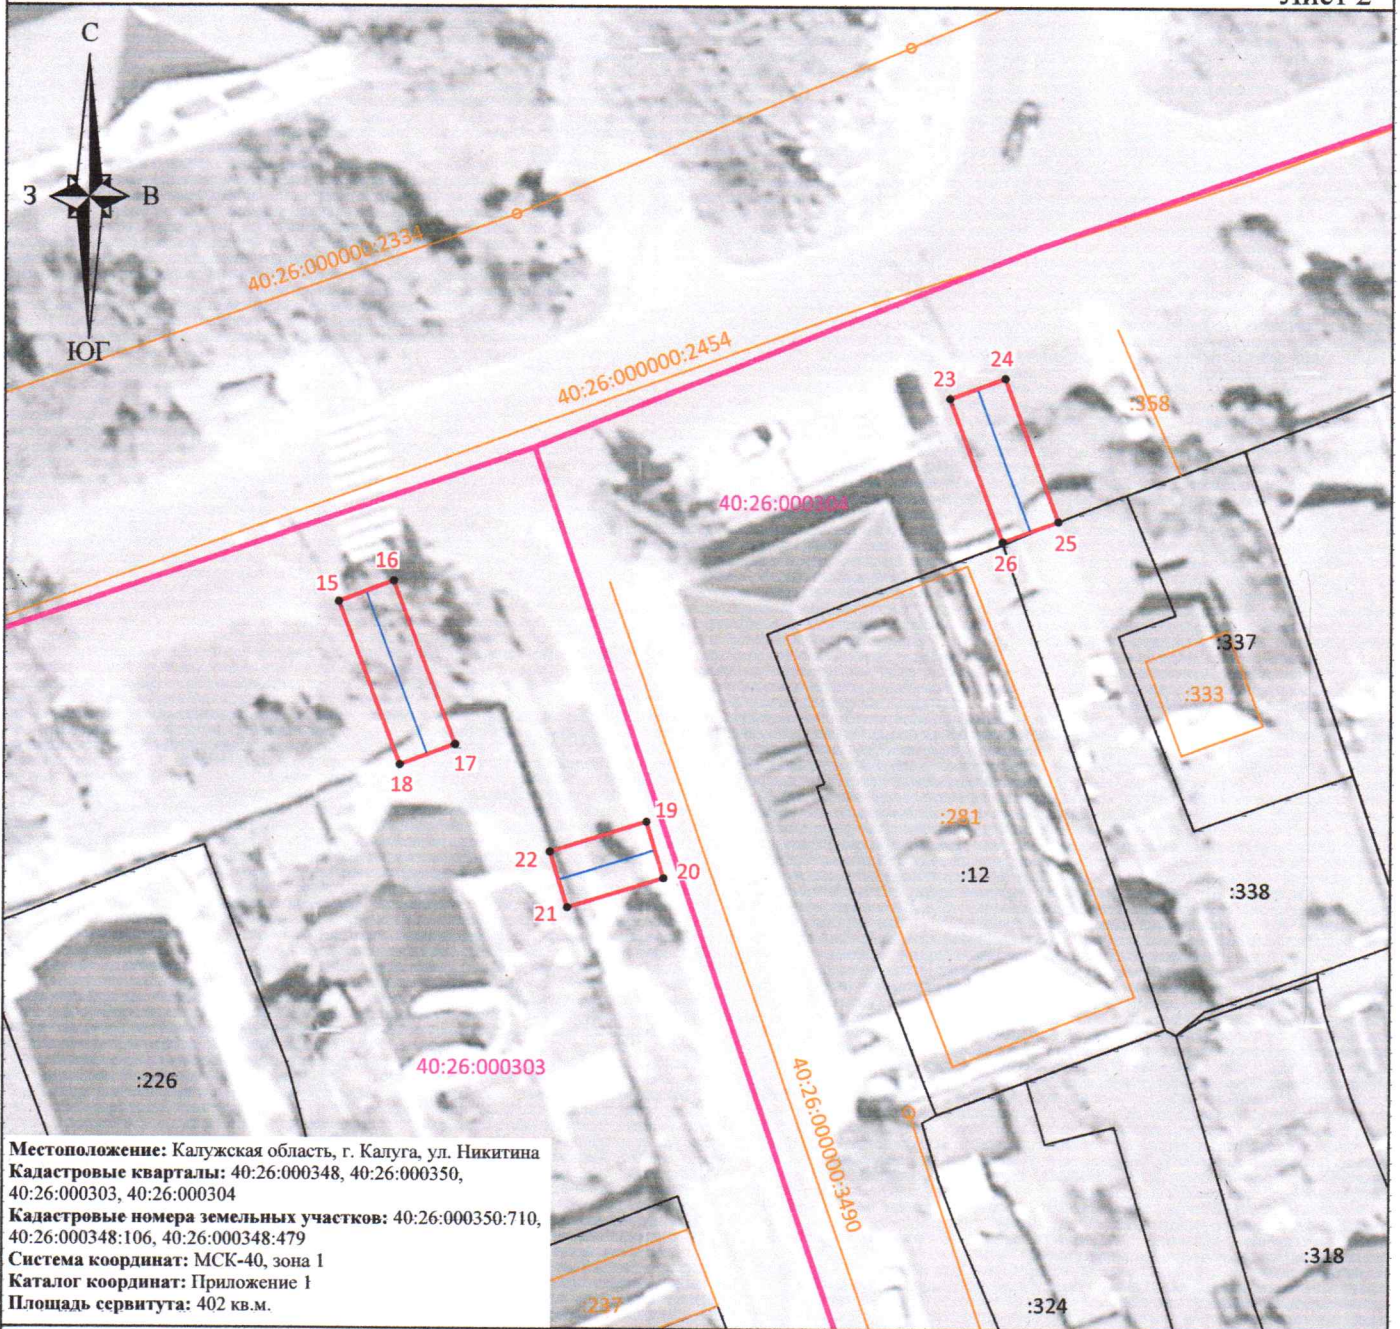 Лист 2
С
З
В
ЮГ
40:26:000000:2334
40:26:000000:2454
24
23
:358
40:26:000304
25
26
16
15
:337
:333
17
18
19
:281
22
20
:12
:338
21
40:26:000303
:226
40:26:000000:3490
Местоположение: Калужская область, г. Калуга, ул. Никитина
Кадастровые кварталы: 40:26:000348, 40:26:000350,
40:26:000303, 40:26:000304
Кадастровые номера земельных участков: 40:26:000350:710,
40:26:000348:106, 40:26:000348:479
Система координат: МСК-40, зона 1
Каталог координат: Приложение 1
Площадь сервитута: 402 кв.м.
:318
:237
:324